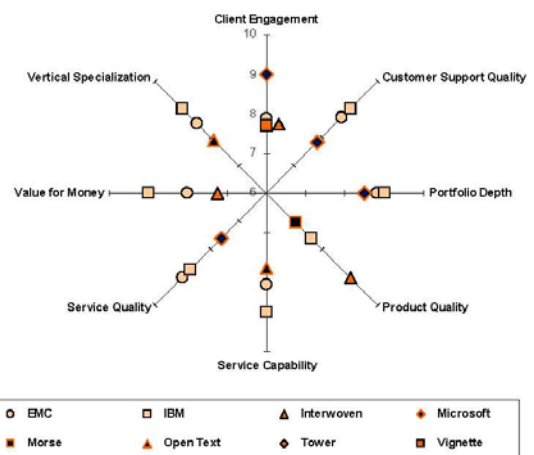 Client Engagement
10
9
Vertical Specialization
Customer Support Quality
8
7
Value for Money
6
Portfolio Depth
Service Quality
Product Quality
Service Capability
EMC IBM Interwoven Microsoft
Morse Open Text Tower Vignette